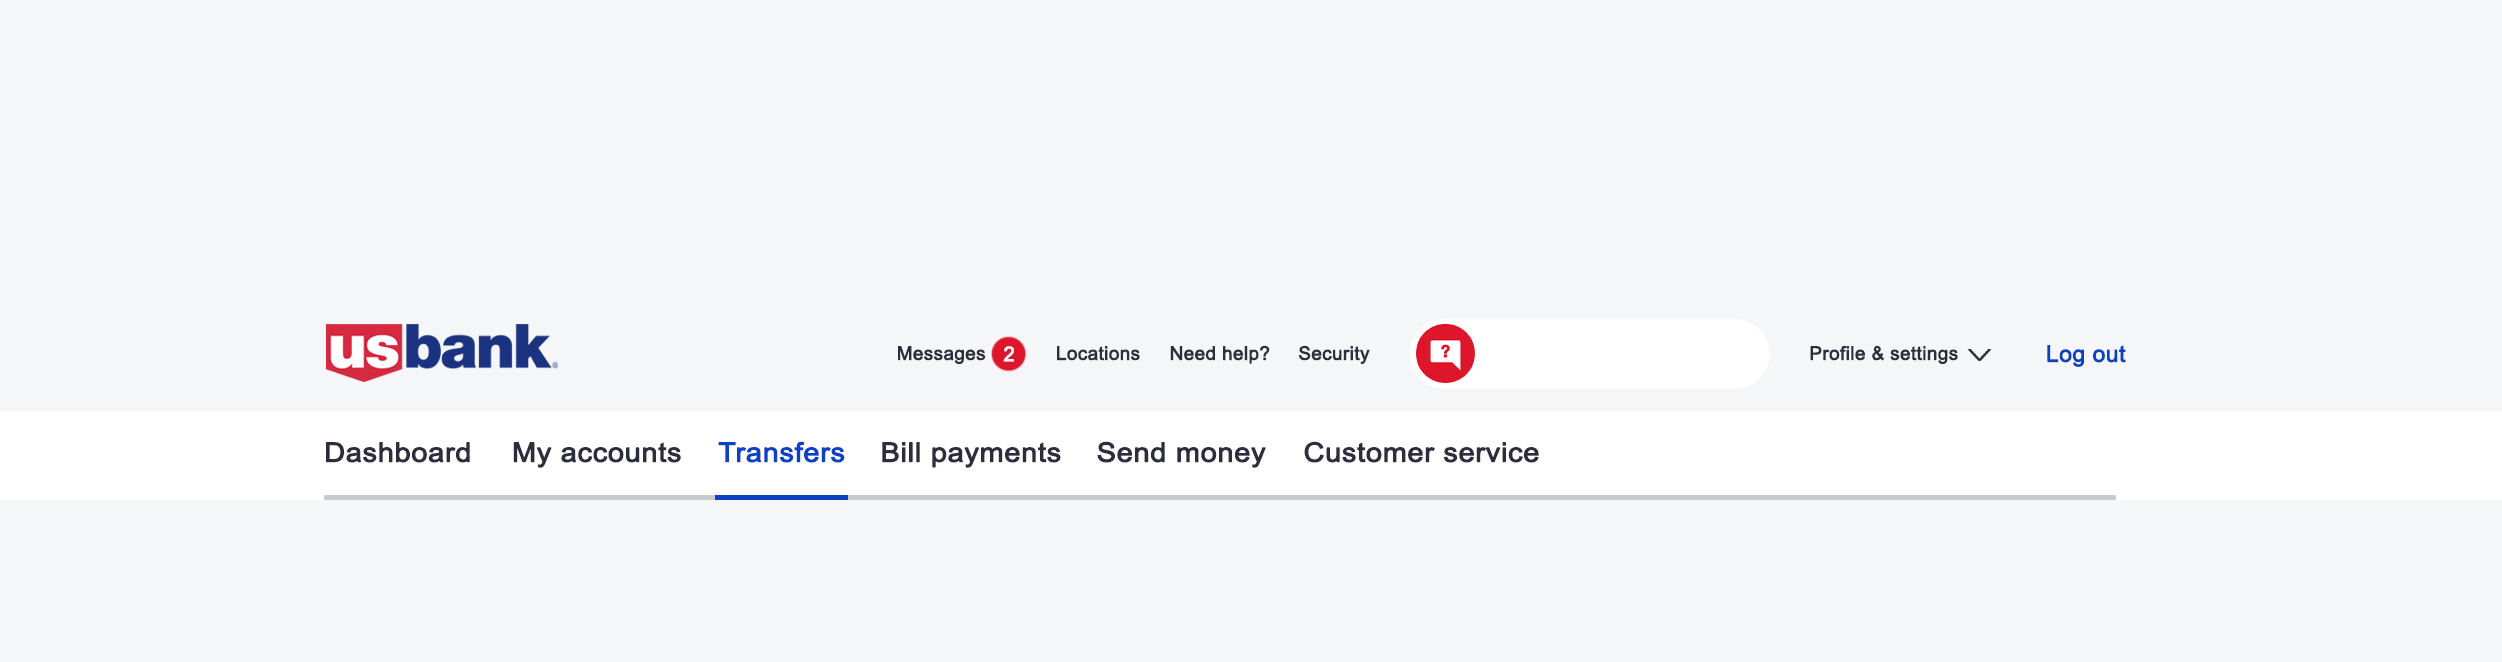 usbank®
Messages 2 Locations Need help? Security ? Profile & settings Log out
Dashboard My accounts Transfers Bill payments Send money Customer service